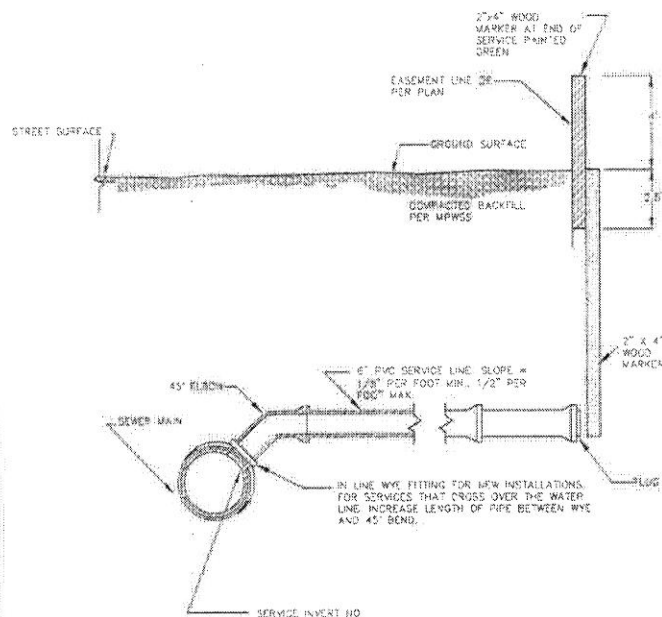 2"x4" WOOD
MARKER AT END OF
SERVICE PAINTED
GREEN
EASEMENT LINE OR
PER PLAN
STREET SURFACE
GROUND SURFACE
COMPACTED BACKFILL
PER MPWSS
2" X 4"
WOOD
MARKER
6" PVC SERVICE LINE. SLOPE =
1/8" PER FOOT MIN. 1/2" PER
FOOT MAX.
45° ELBOW
SEWER MAIN
PLUG
IN LINE WYE FITTING FOR NEW INSTALLATIONS.
FOR SERVICES THAT CROSS OVER THE WATER
LINE INCREASE LENGTH OF PIPE BETWEEN WYE
AND 45° BEND.
SERVICE INVERT NO